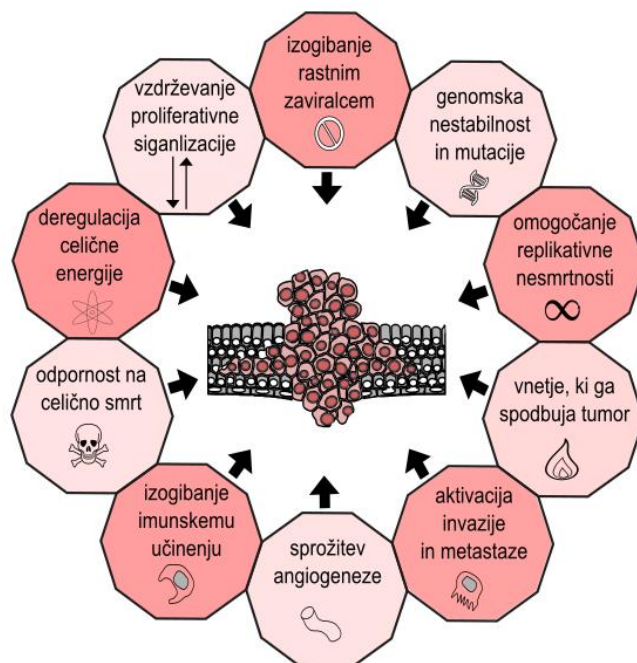 izogibanje
rastnim
zaviralcem
genomska
nestabilnost
in mutacije
omogočanje
replikativne
nesmrtnosti
vnetje, ki ga
spodbuja tumor
aktivacija
invazije
in metastaze
sprožitev
angiogeneze
izogibanje
imunskemu
učinenju
odpornost na
celično smrt
deregulacija
celične
energije
vzdrževanje
proliferativne
siganlizacije